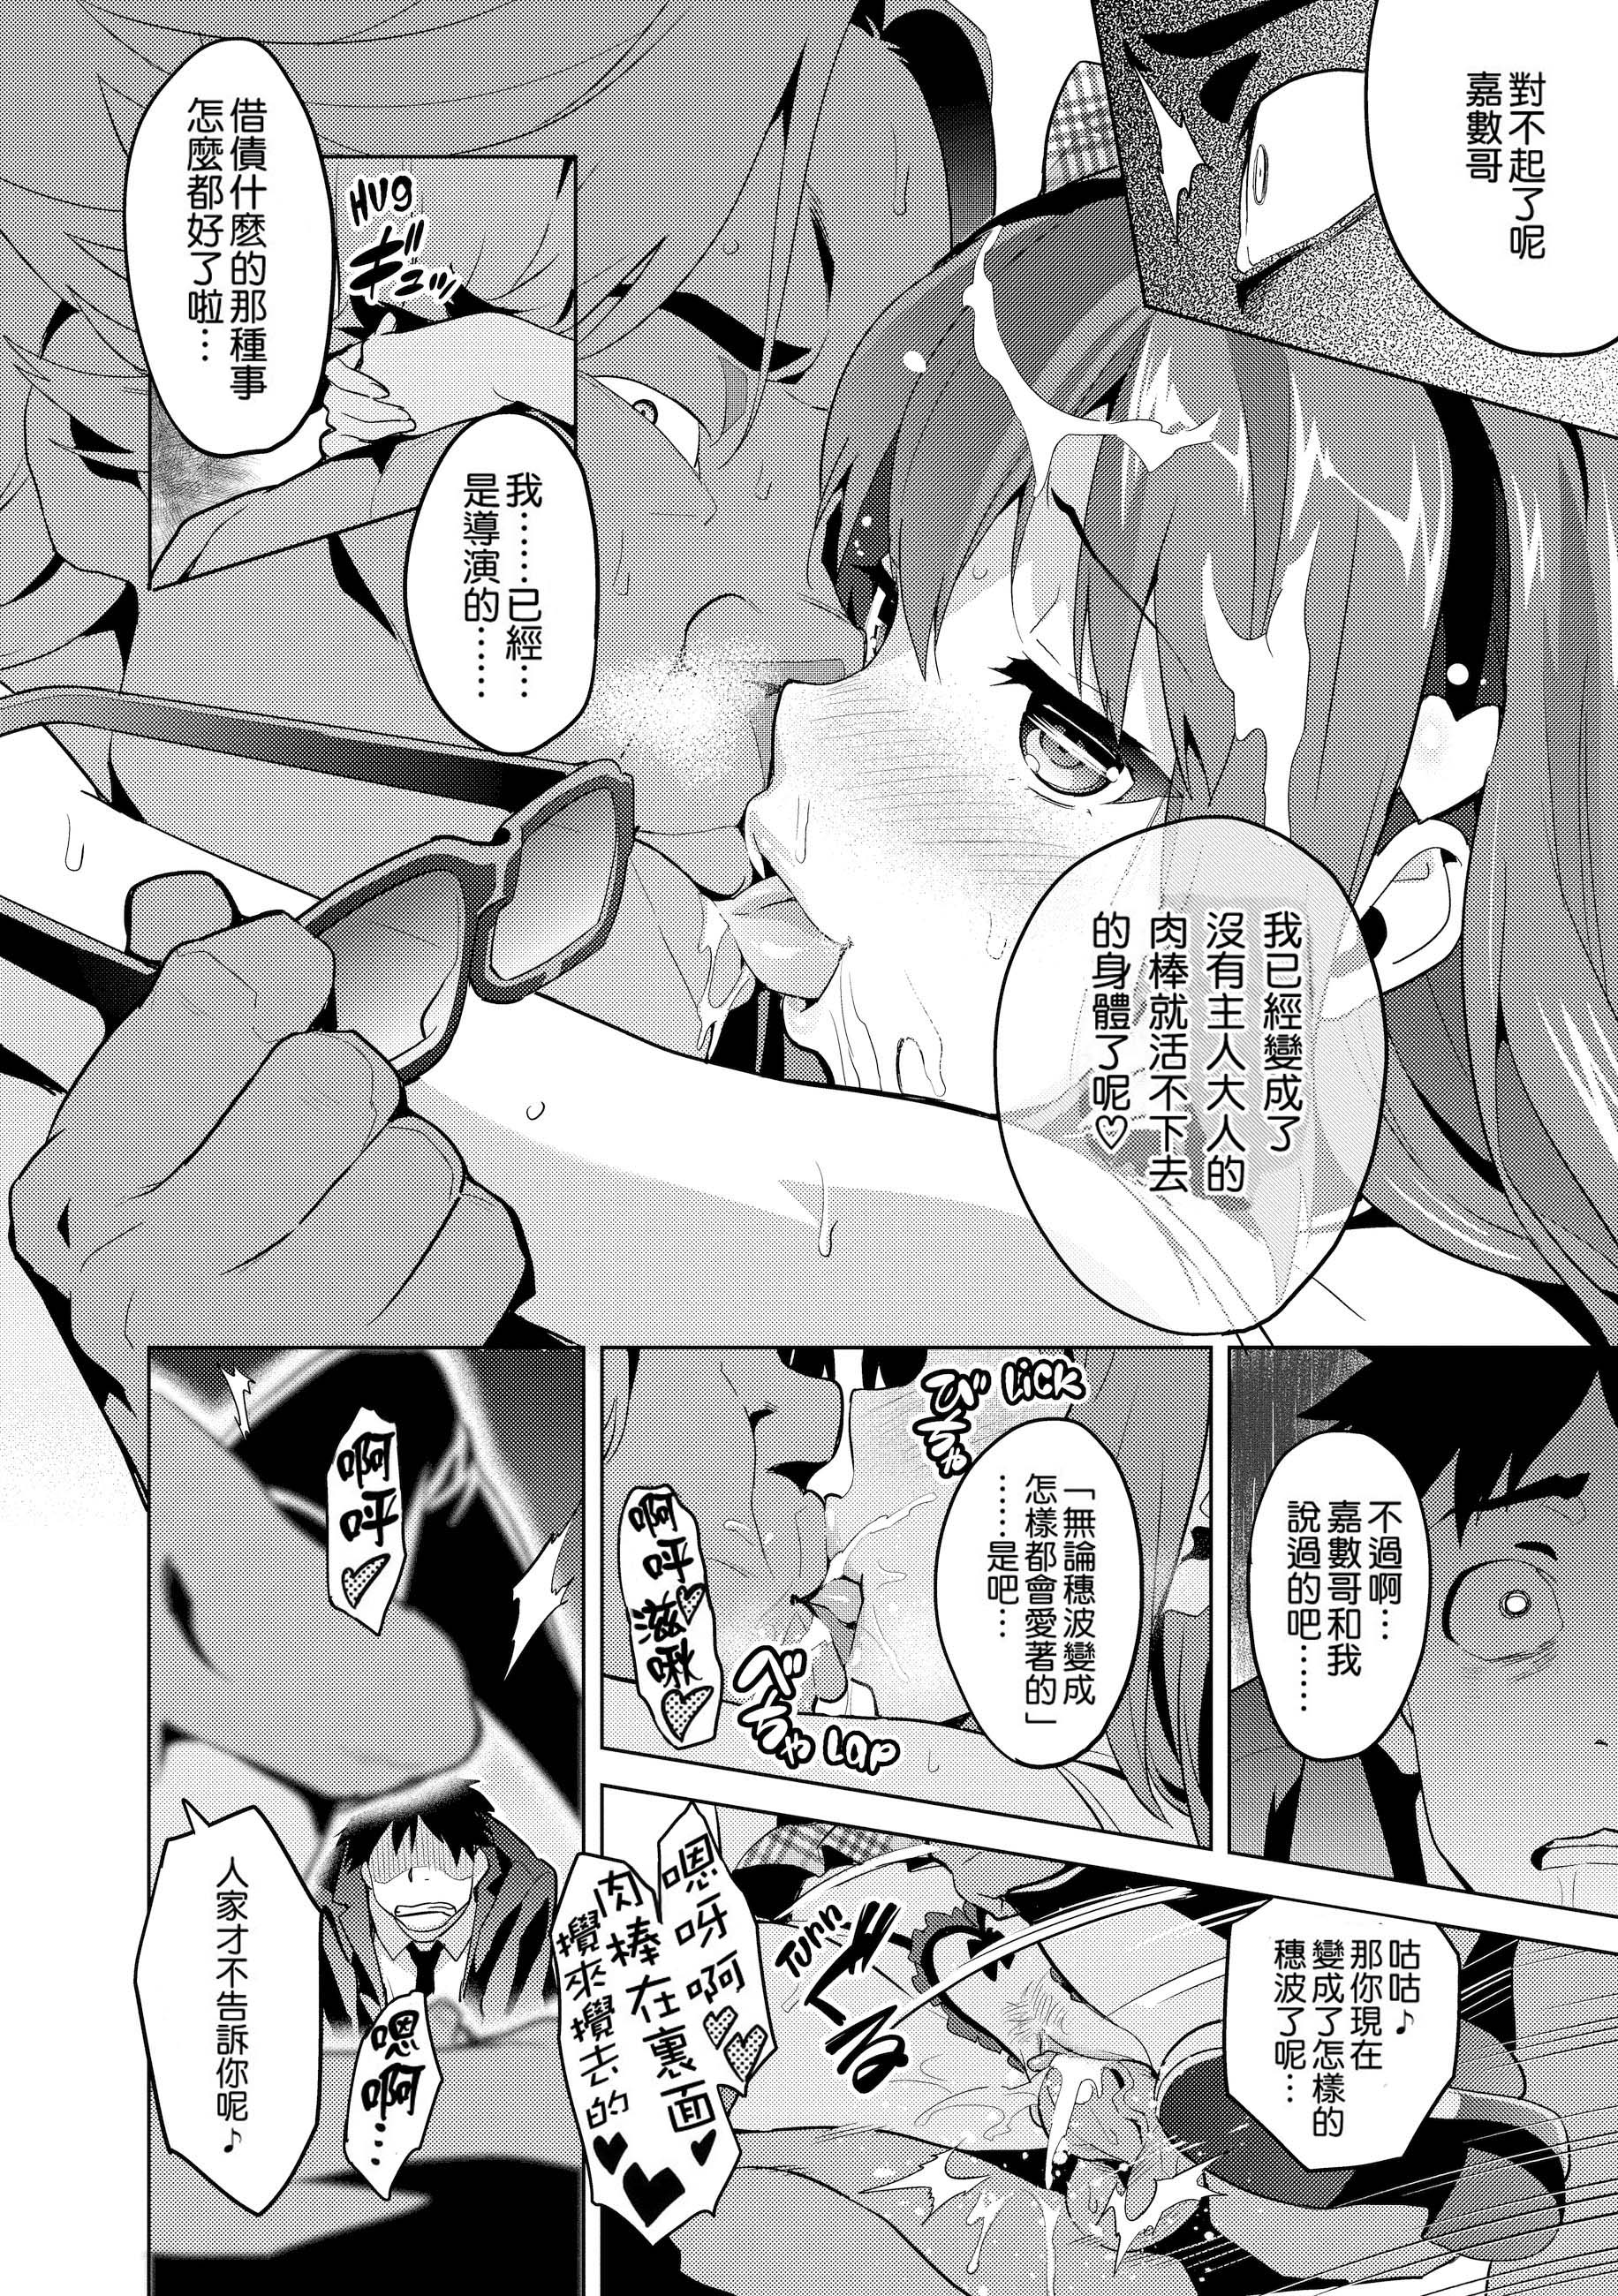 對不起了呢
嘉數哥
借債什麽的那種事
怎麼都好了啦…
HUG
ギュッ
我……已經…
是導演的……
我已經變成了
沒有主人大人的
肉棒就活不下去
的身體了呢♡
不過啊…
嘉數哥和我
說過的吧……
LICK
びちゃ
「無論穗波變成
怎樣都會愛著的」
……是吧…
啊呼♥滋啾♥
べちゃ
LAP
啊呼♥
咕咕♪
那你現在
變成了怎樣的
穗波了呢…
TURN
ぐる
嗯呀啊♥♥
肉棒在裏面♥
攪來攪去的♥♥
人家才不告訴你呢♪
嗯啊…